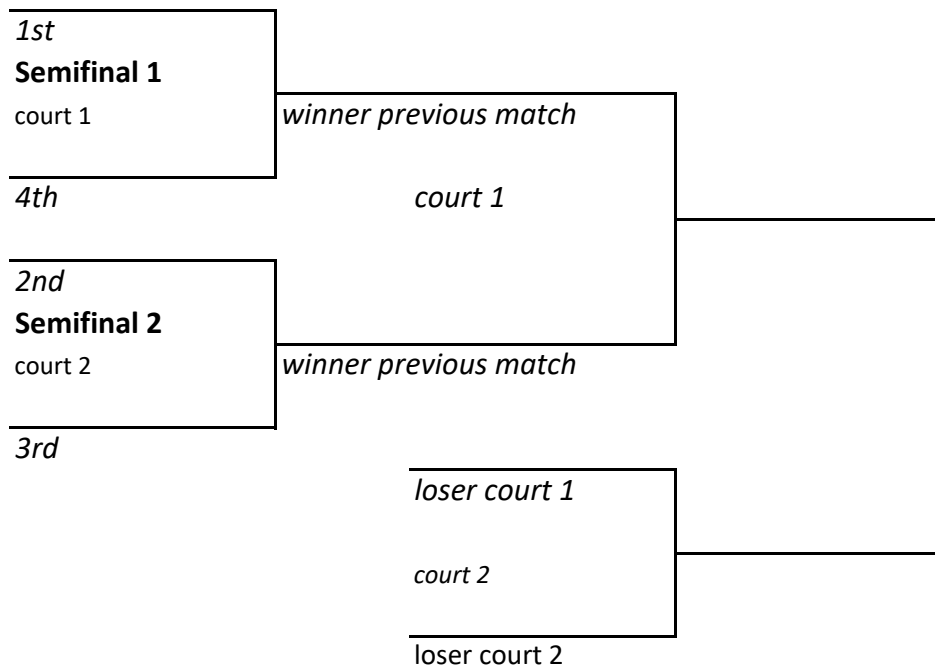 1st
Semifinal 1
court 1
winner previous match
4th
court 1
2nd
Semifinal 2
court 2
winner previous match
3rd
loser court 1
court 2
loser court 2